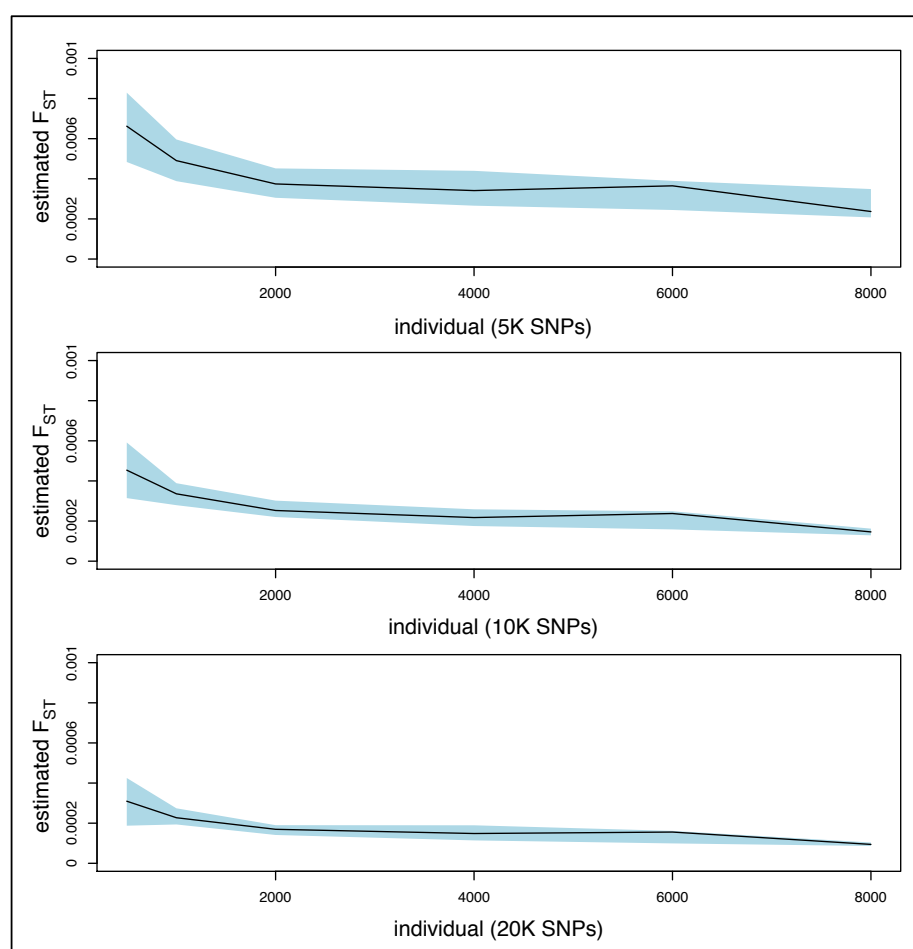 0.001
0.0006
0.0002
0
estimated F_ST
2000 4000 6000 8000
individual (5K SNPs)
0.001
0.0006
0.0002
0
estimated F_ST
2000 4000 6000 8000
individual (10K SNPs)
0.001
0.0006
0.0002
0
estimated F_ST
2000 4000 6000 8000
individual (20K SNPs)